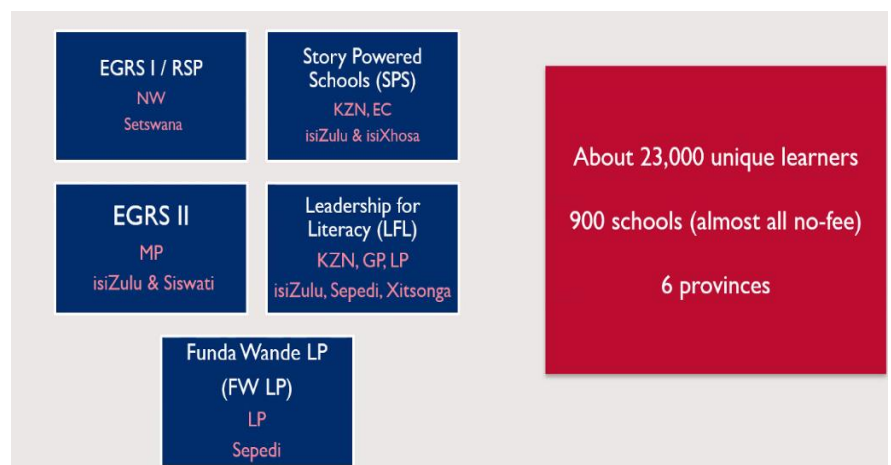 EGRS I / RSP
NW
Setswana
Story Powered
Schools (SPS)
KZN, EC
isiZulu & isiXhosa
EGRS II
MP
isiZulu & Siswati
Leadership for
Literacy (LFL)
KZN, GP, LP
isiZulu, Sepedi, Xitsonga
Funda Wande LP
(FW LP)
LP
Sepedi
About 23,000 unique learners
900 schools (almost all no-fee)
6 provinces